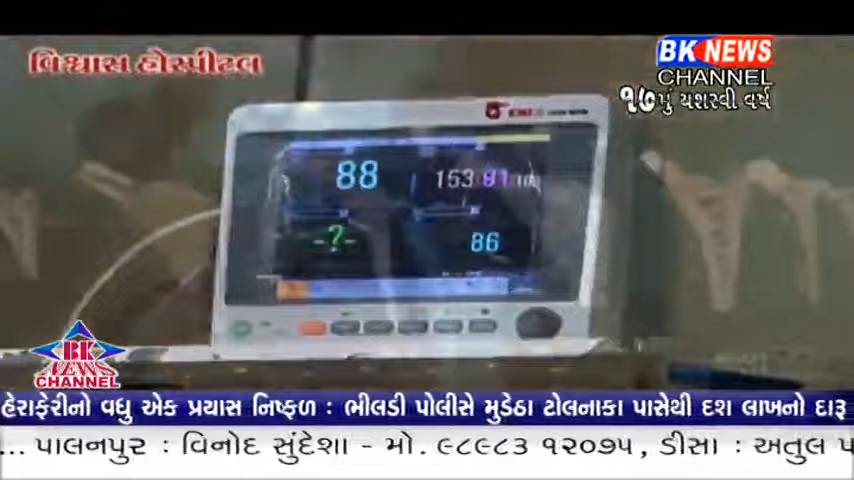 વિશ્વાસ હોસ્પીટલ
BK NEWS
CHANNEL
૧૭મું યશસ્વી વર્ષ
88
153
91
-?-
86
BK
NEWS
CHANNEL
હેરાફેરીનો વધુ એક પ્રયાસ નિષ્ફળ : ભીલડી પોલીસે મુડેઠા ટોલનાકા પાસેથી દશ લાખનો દારૂ
... પાલનપુર : વિનોદ સુંદેશા - મો. ૯૮૯૮૩ ૧૨૦૭૫, ડીસા : અતુલ